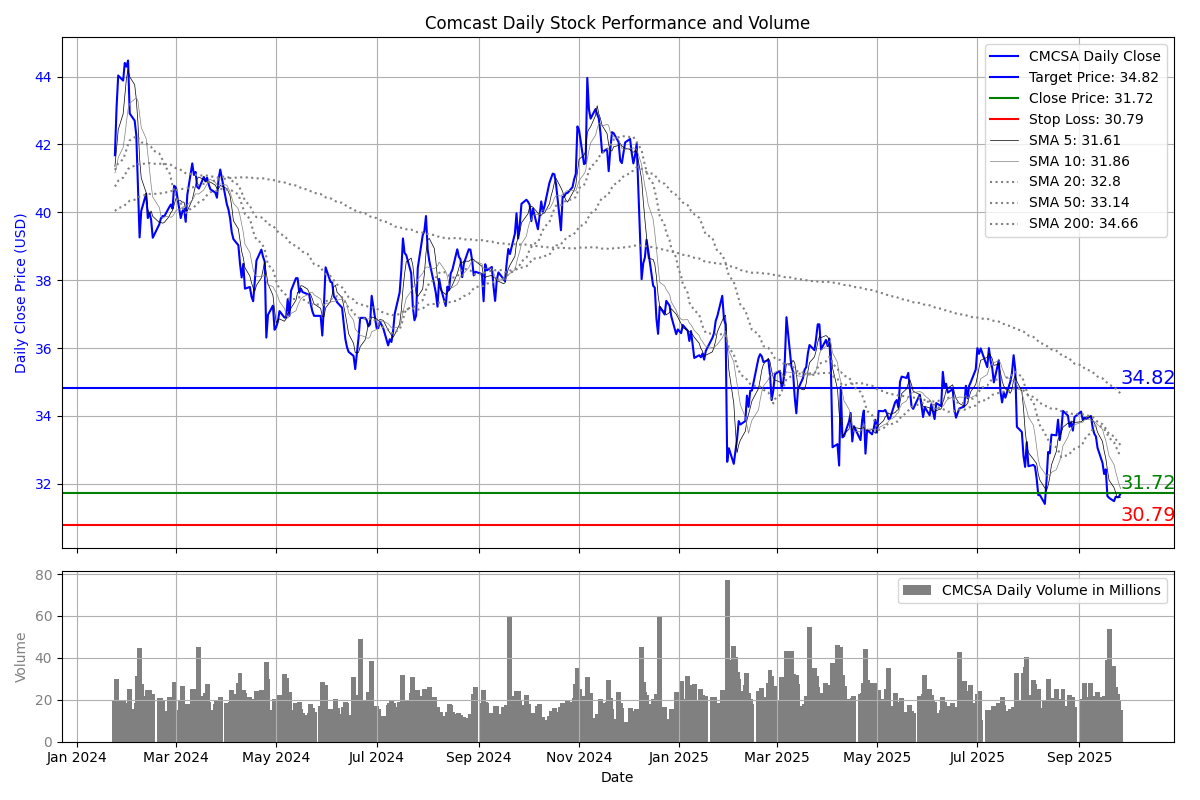 Comcast Daily Stock Performance and Volume
Daily Close Price (USD)
44
42
40
38
36
34
32
CMCSA Daily Close
Target Price: 34.82
Close Price: 31.72
Stop Loss: 30.79
SMA 5: 31.61
SMA 10: 31.86
SMA 20: 32.8
SMA 50: 33.14
SMA 200: 34.66
34.82
31.72
30.79
Volume
80
60
40
20
0
CMCSA Daily Volume in Millions
Jan 2024 Mar 2024 May 2024 Jul 2024 Sep 2024 Nov 2024 Jan 2025 Mar 2025 May 2025 Jul 2025 Sep 2025
Date